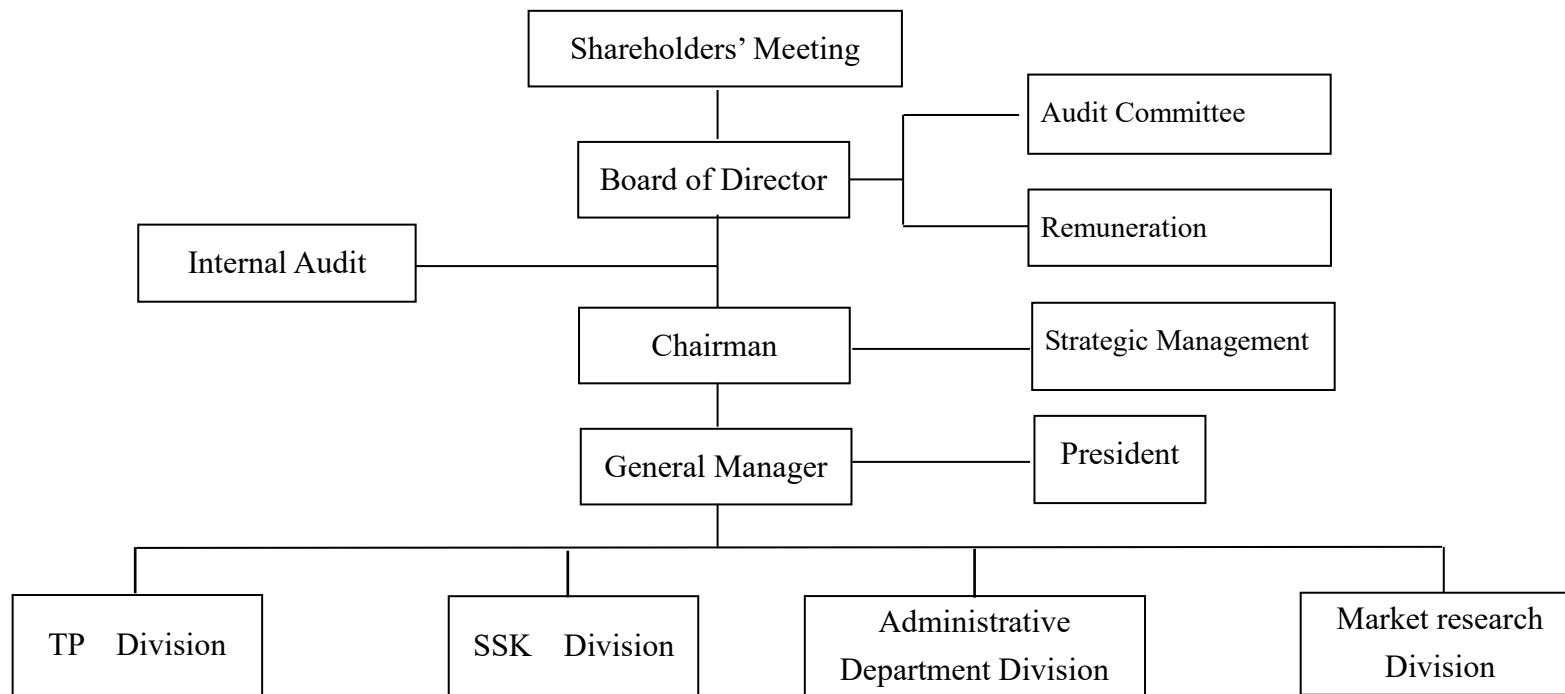 Shareholders’ Meeting
Audit Committee
Board of Director
Remuneration
Internal Audit
Chairman
Strategic Management
General Manager
President
TP Division
SSK Division
Administrative
Department Division
Market research
Division